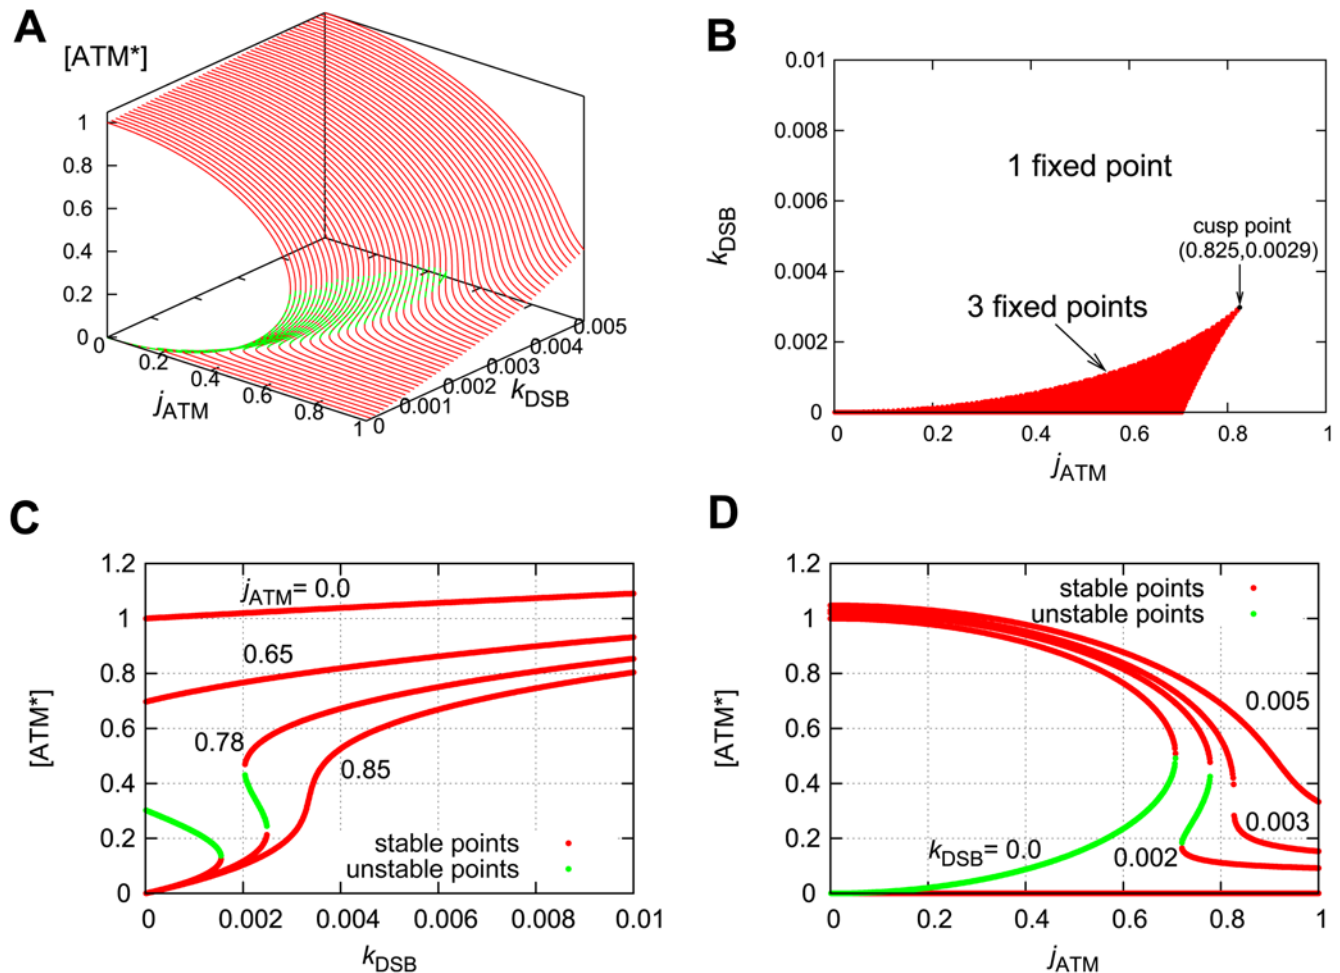 A
[ATM*]
1
0.8
0.6
0.4
0.2
0
0
0.2
0.4
0.6
0.8
1
jATM
0
0.001
0.002
0.003
0.004
0.005
kDSB
B
0.01
0.008
0.006
0.004
0.002
0
kDSB
1 fixed point
cusp point
(0.825,0.0029)
3 fixed points
0
0.2
0.4
0.6
0.8
1
jATM
C
1.2
1
0.8
0.6
0.4
0.2
0
[ATM*]
jATM= 0.0
0.65
0.78
0.85
stable points
unstable points
0
0.002
0.004
0.006
0.008
0.01
kDSB
D
1.2
1
0.8
0.6
0.4
0.2
0
[ATM*]
stable points
unstable points
0.005
0.003
kDSB= 0.0
0.002
0
0.2
0.4
0.6
0.8
1
jATM